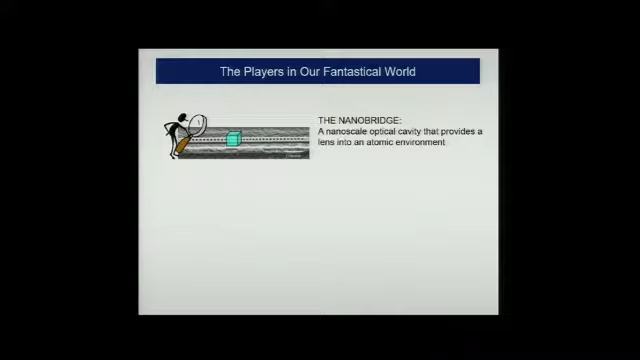 The Players in Our Fantastical World
THE NANOBRIDGE:
A nanoscale optical cavity that provides a
lens into an atomic environment